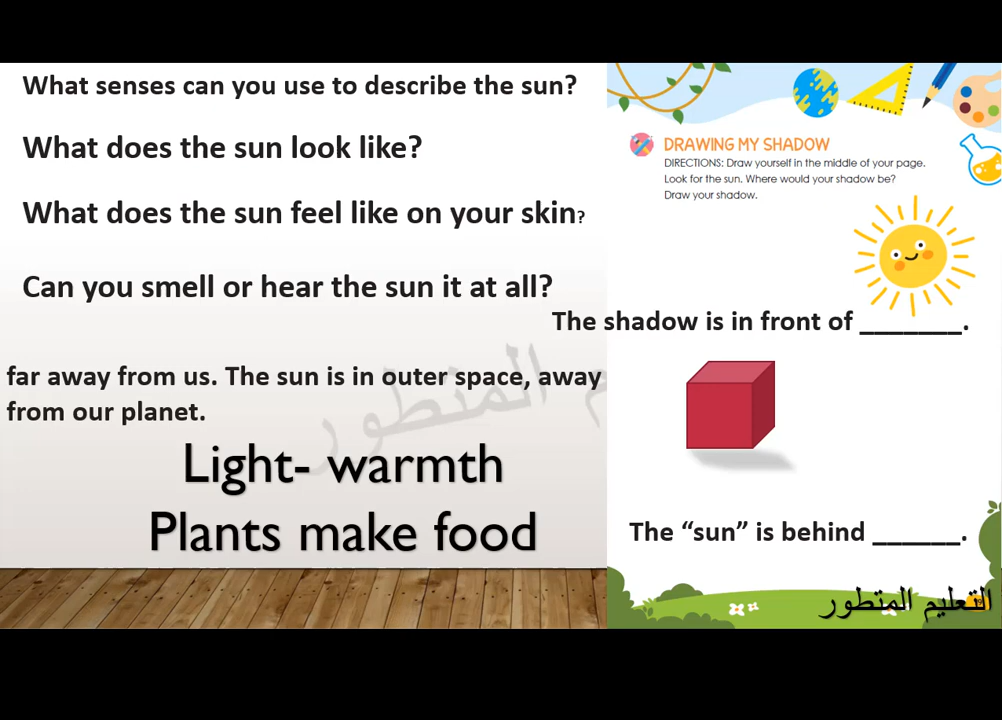 What senses can you use to describe the sun?
What does the sun look like?
What does the sun feel like on your skin?
Can you smell or hear the sun it at all?
far away from us. The sun is in outer space, away
from our planet.
Light- warmth
Plants make food
DRAWING MY SHADOW
DIRECTIONS: Draw yourself in the middle of your page.
Look for the sun. Where would your shadow be?
Draw your shadow.
The shadow is in front of _______.
The “sun” is behind ______.
التعليم المتطور